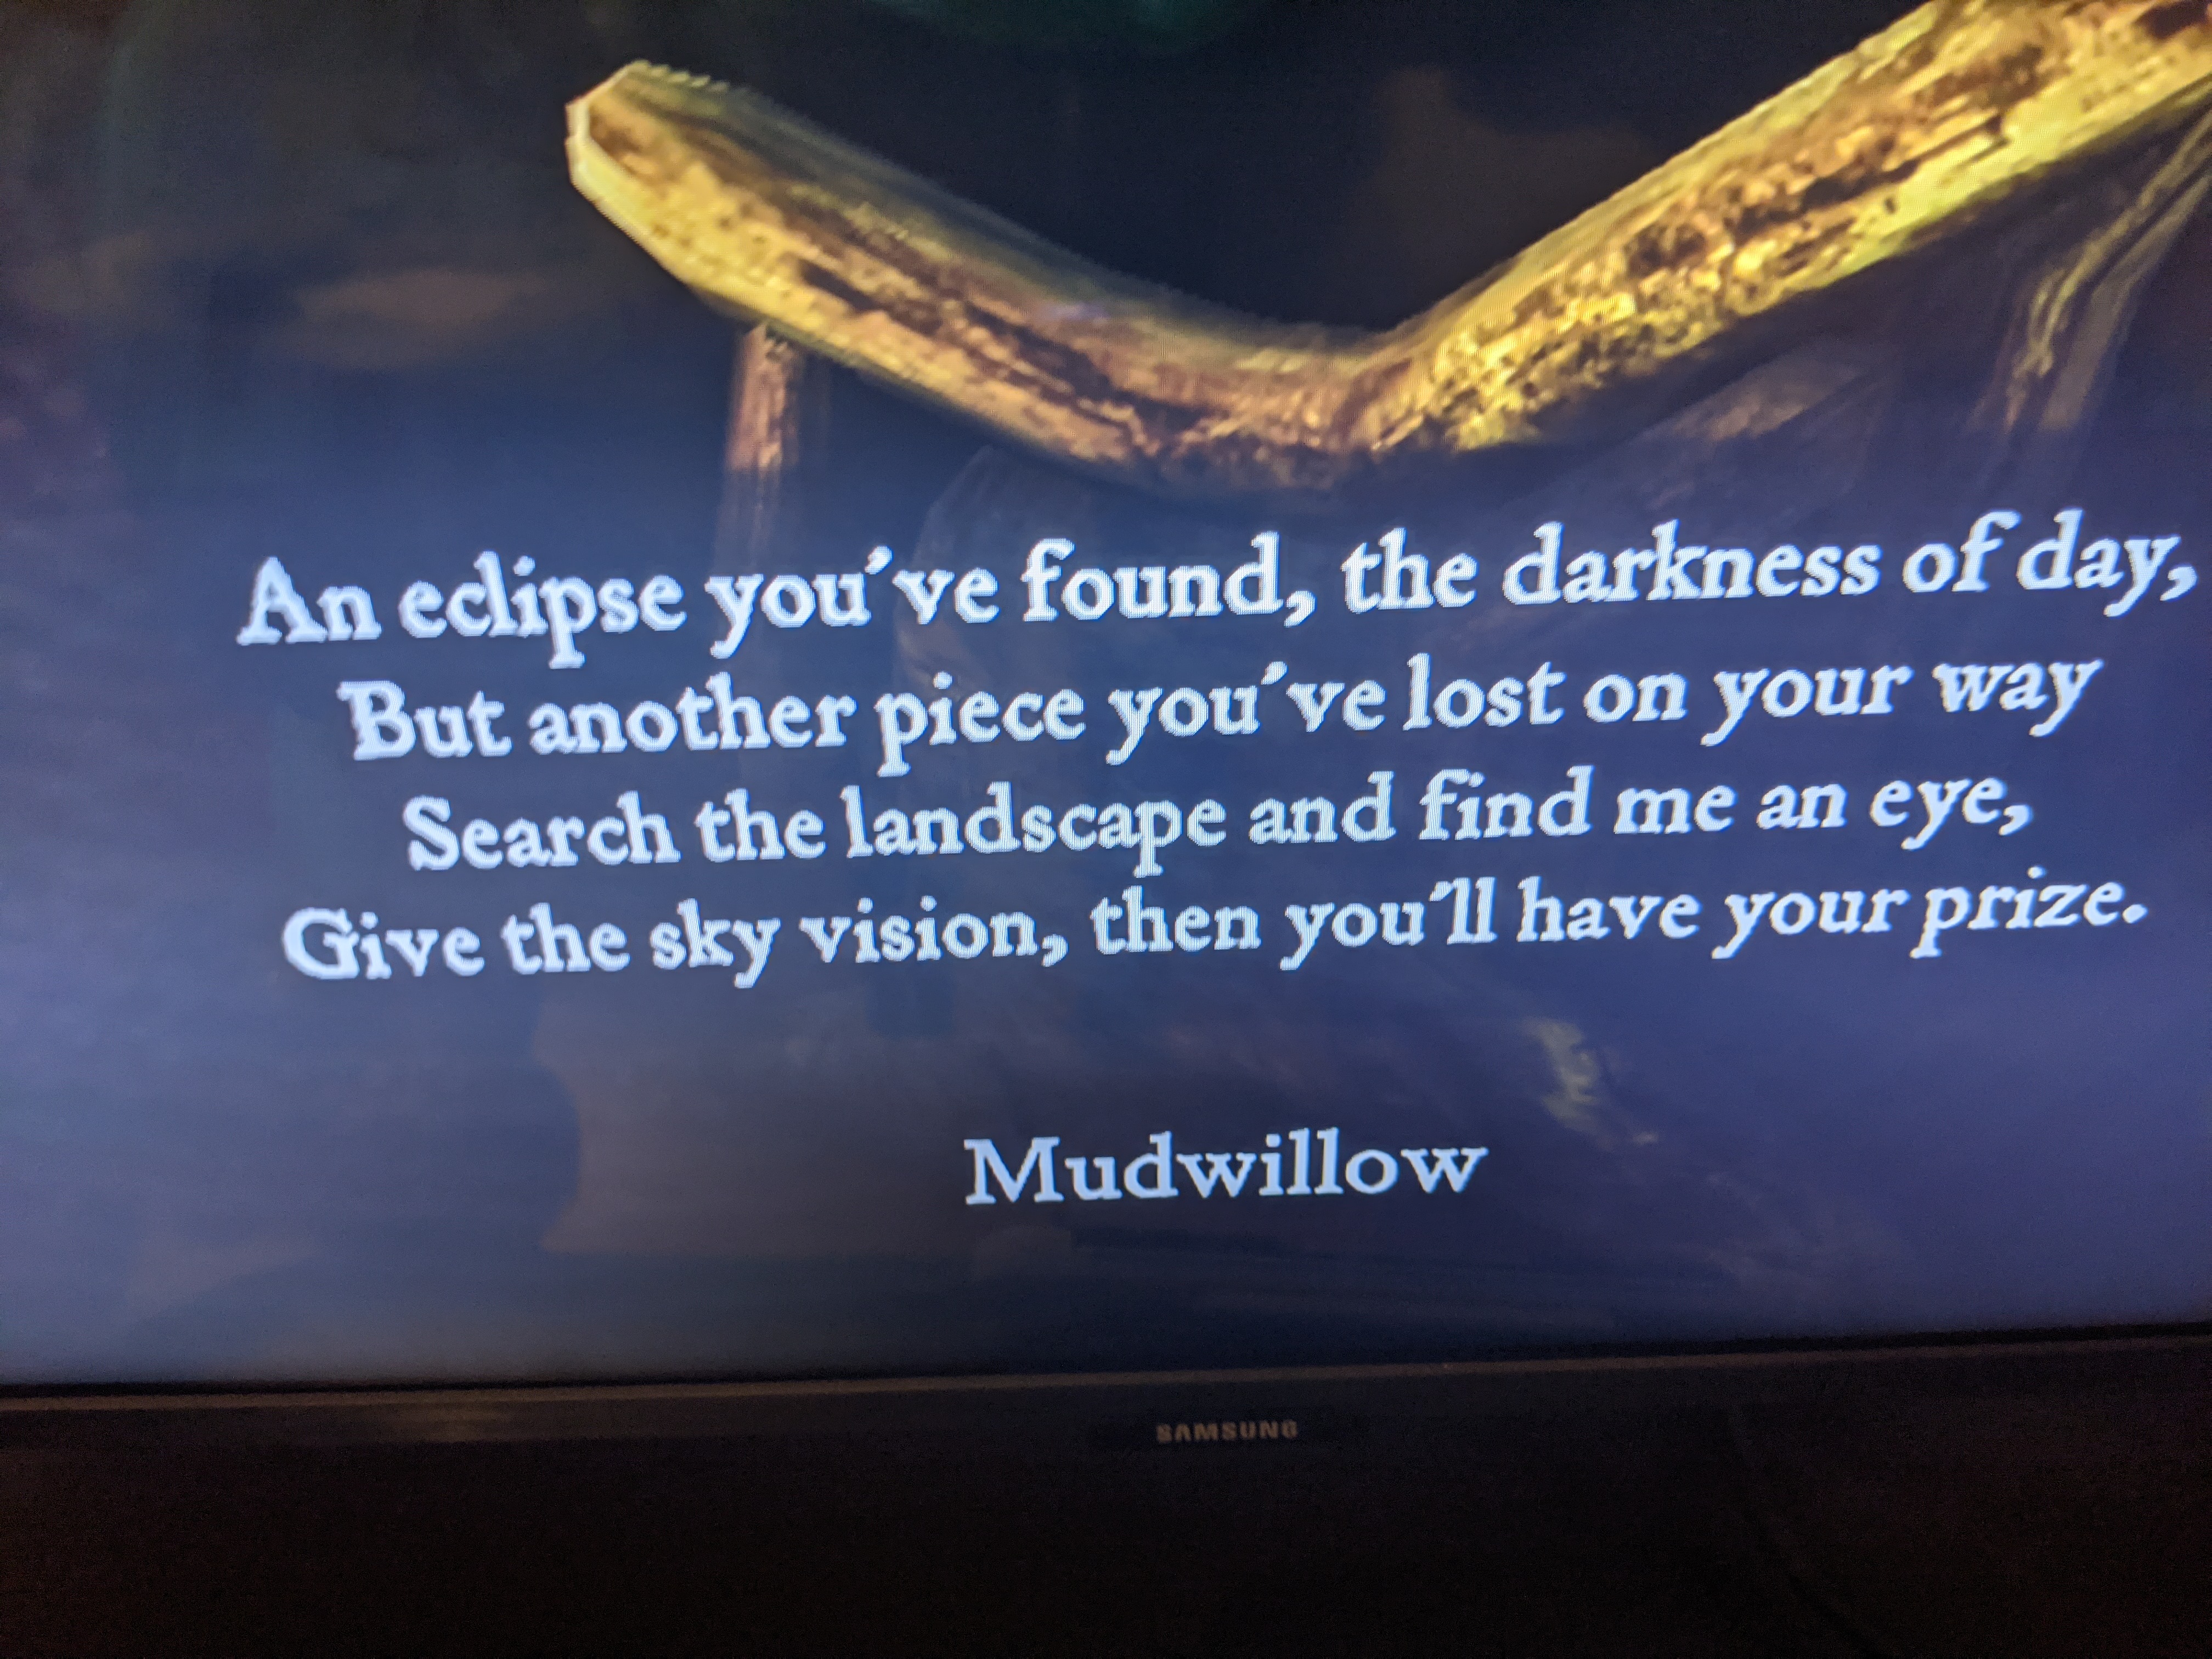 An eclipse you've found, the darkness of day,
But another piece you've lost on your way
Search the landscape and find me an eye,
Give the sky vision, then you'll have your prize.
Mudwillow
SAMSUNG